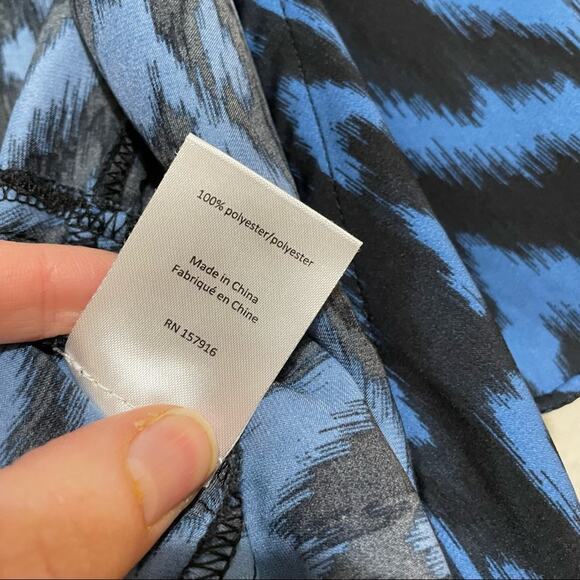 100% polyester/polyester
Made in China
Fabriqué en Chine
RN 157916